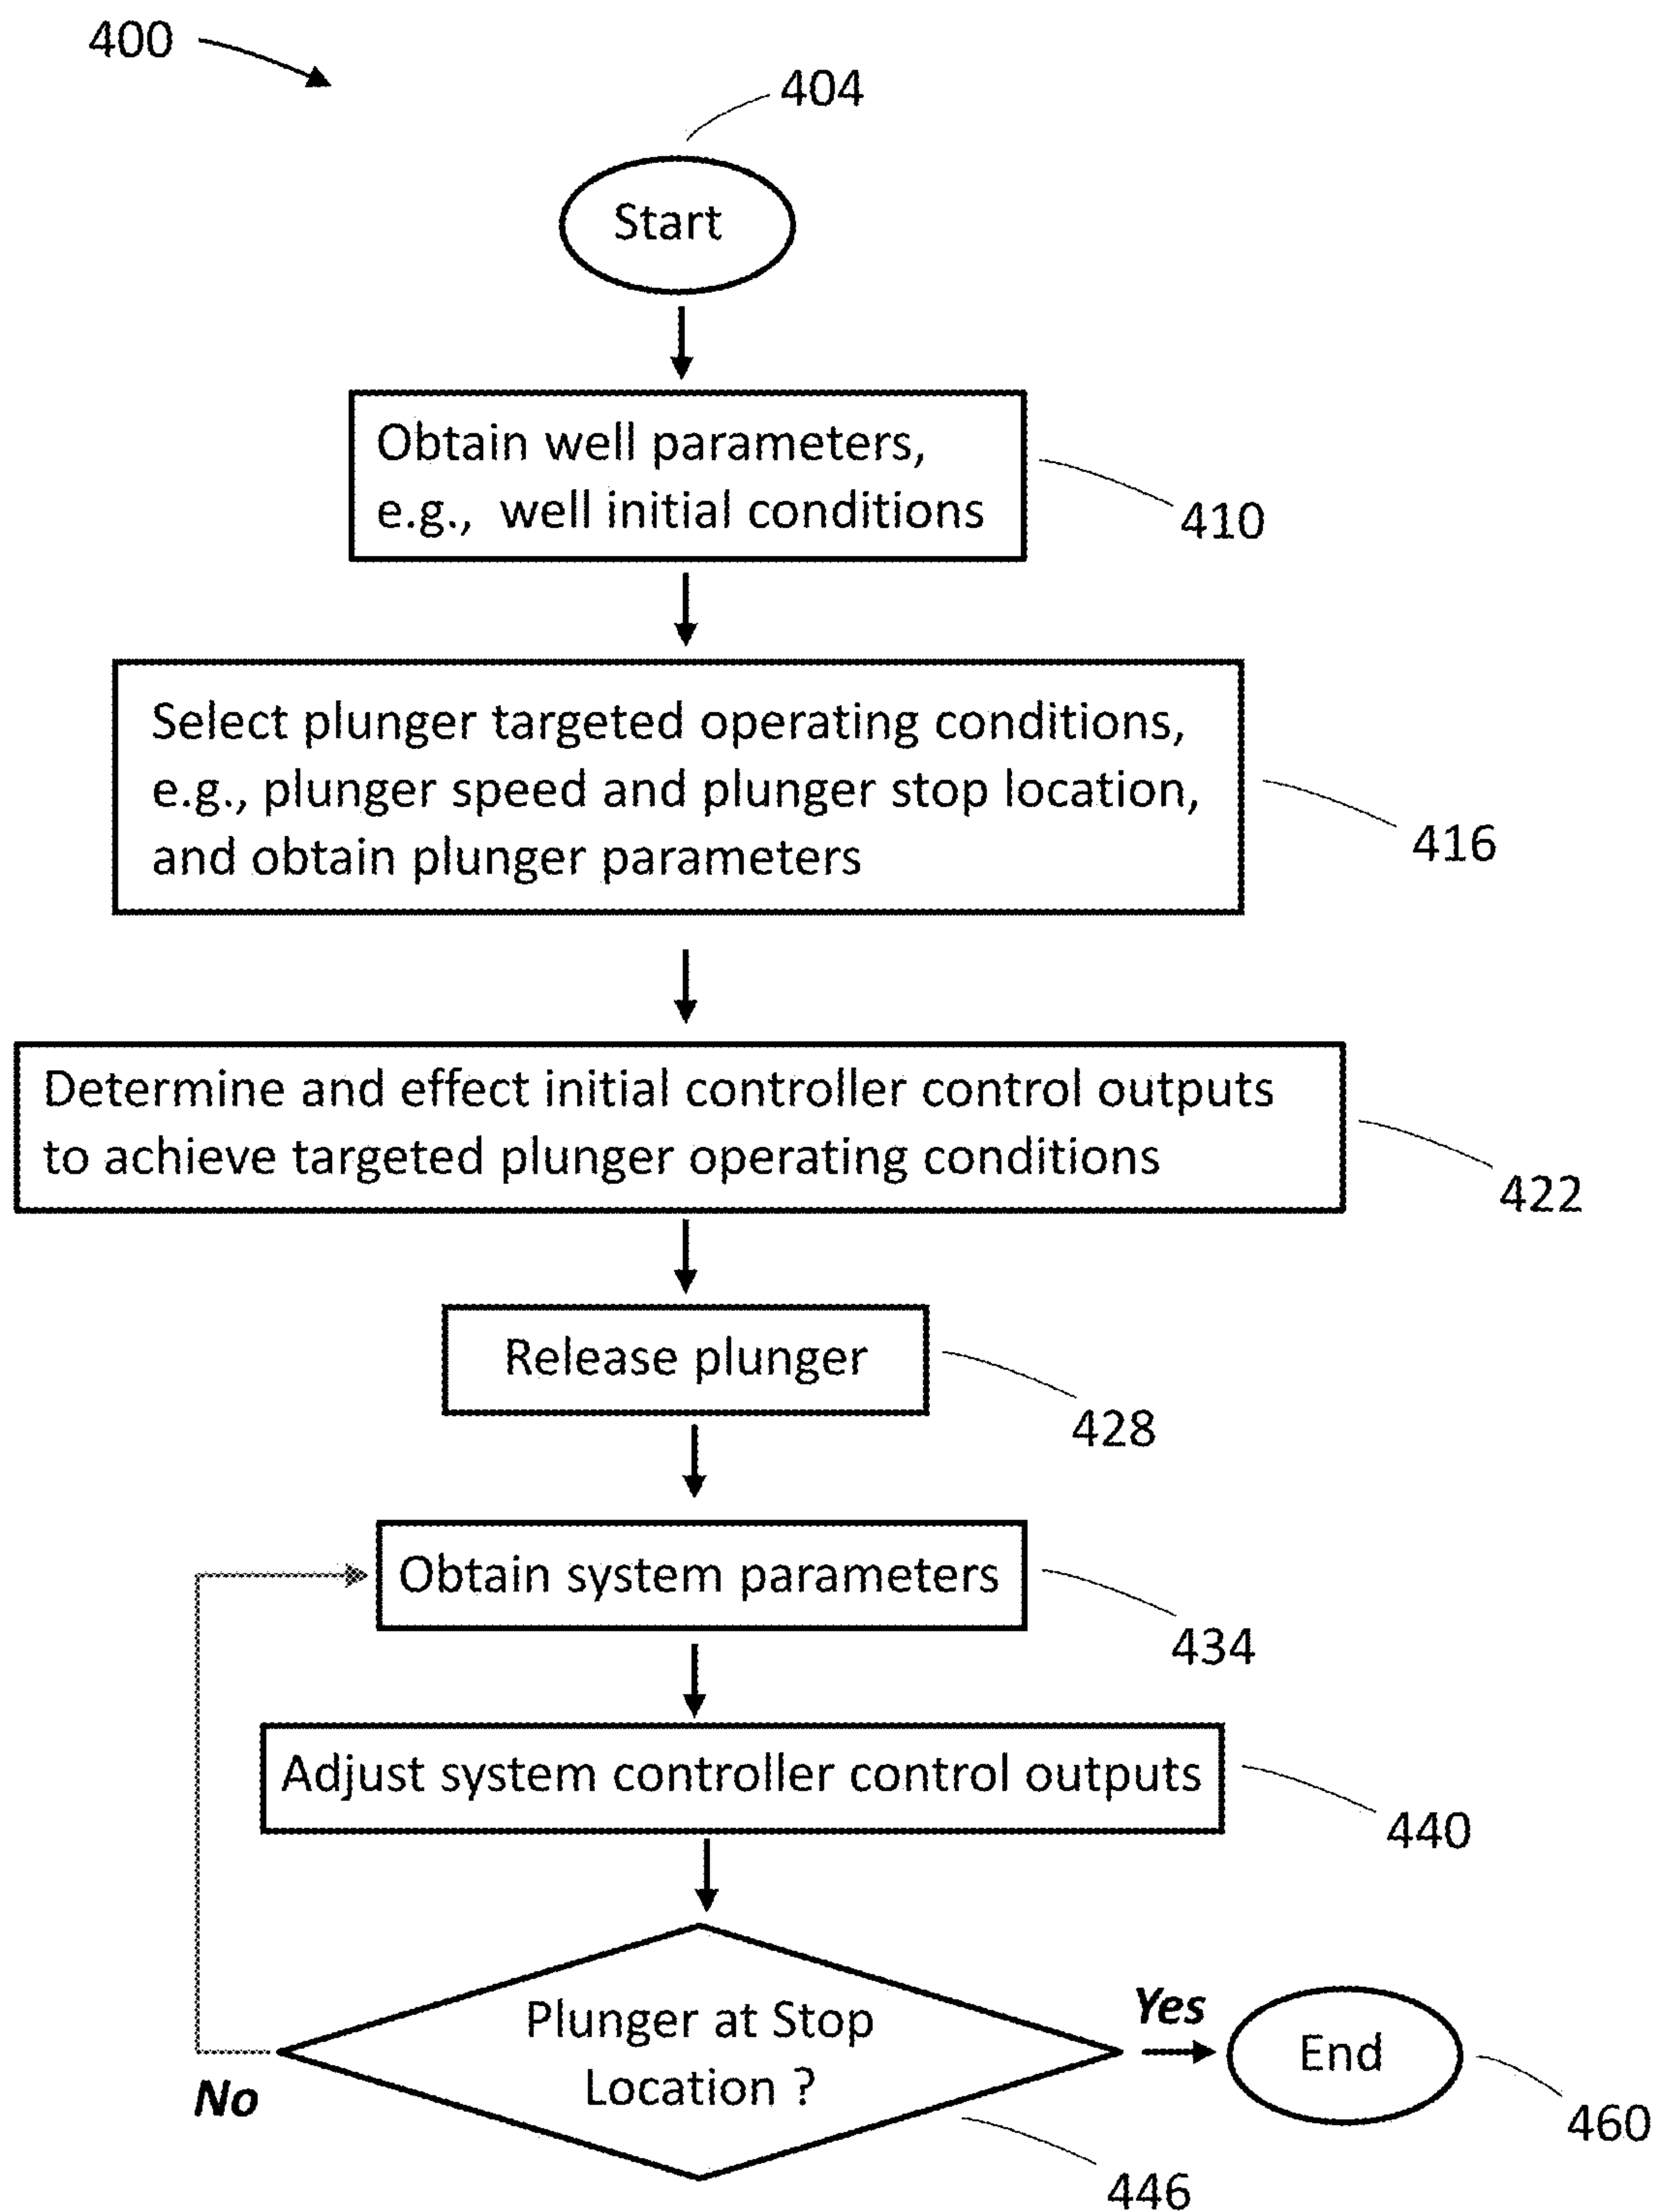 400
404
Start
Obtain well parameters,
e.g., well initial conditions
410
Select plunger targeted operating conditions,
e.g., plunger speed and plunger stop location,
and obtain plunger parameters
416
Determine and effect initial controller control outputs
to achieve targeted plunger operating conditions
422
Release plunger
428
Obtain system parameters
434
Adjust system controller control outputs
440
Plunger at Stop
Location ?
Yes
End
No
460
446